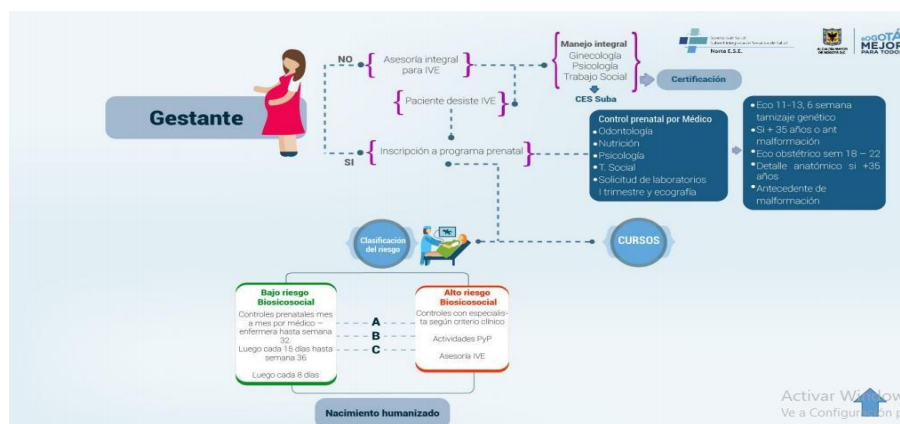 Gestante
NO
Asesoría integral
para IVE
Paciente desiste IVE
SI
Inscripción a programa prenatal
Manejo integral
Ginecología
Psicología
Trabajo Social
CES Suba
Certificación
Norte E.S.E.
BOGOTÁ
MEJOR
PARA TODOS
Control prenatal por Médico
• Odontología
• Nutrición
• Psicología
• T. Social
• Solicitud de laboratorios
I trimestre y ecografía
• Eco 11-13, 6 semana
tamizaje genético
• Si + 35 años o ant
malformación
• Eco obstétrico sem 18 – 22
• Detalle anatómico si +35
años
• Antecedente de
malformación
Clasificación
del riesgo
CURSOS
Bajo riesgo
Biosicosocial
Controles prenatales mes
a mes por médico –
enfermera hasta semana
32
Luego cada 15 días hasta
semana 36
Luego cada 8 días
A
B
C
Alto riesgo
Biosicosocial
Controles con especialis-
ta según criterio clínico
Actividades PyP
Asesoría IVE
Nacimiento humanizado
Activar Window
Ve a Configuración p